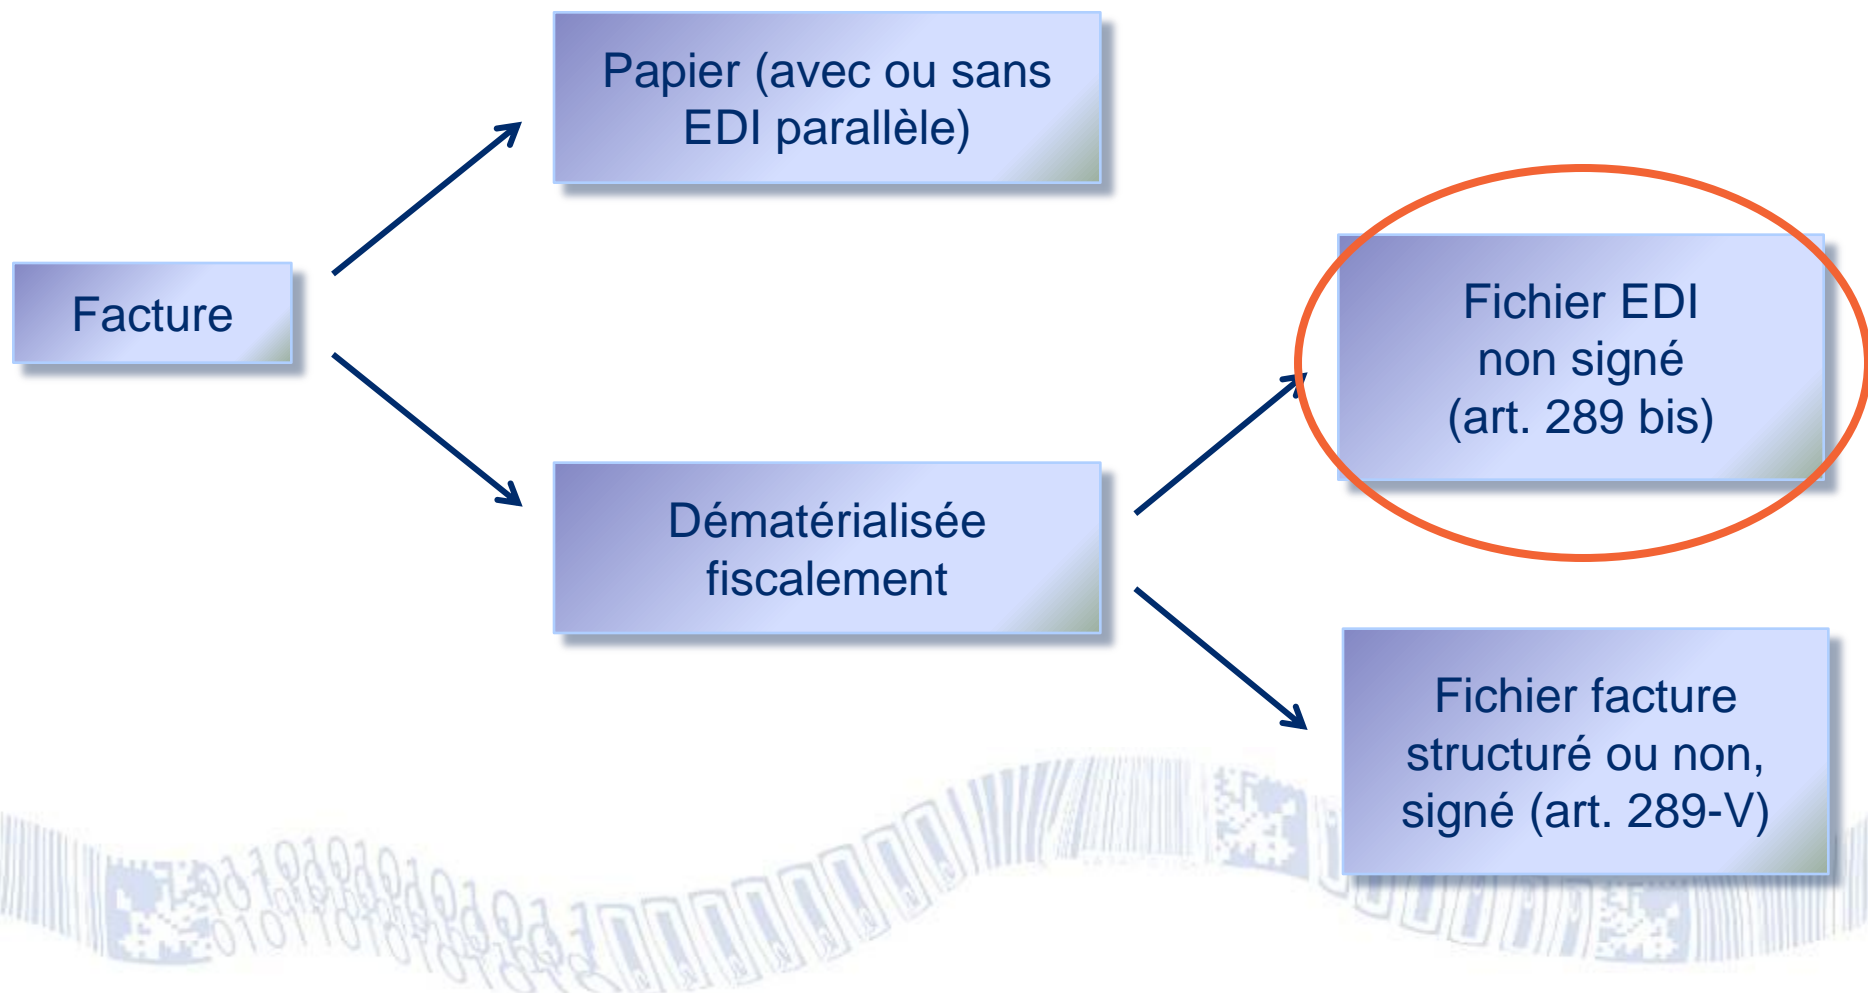 Papier (avec ou sans
EDI parallèle)
Facture
Fichier EDI
non signé
(art. 289 bis)
Dématérialisée
fiscalement
Fichier facture
structuré ou non,
signé (art. 289-V)